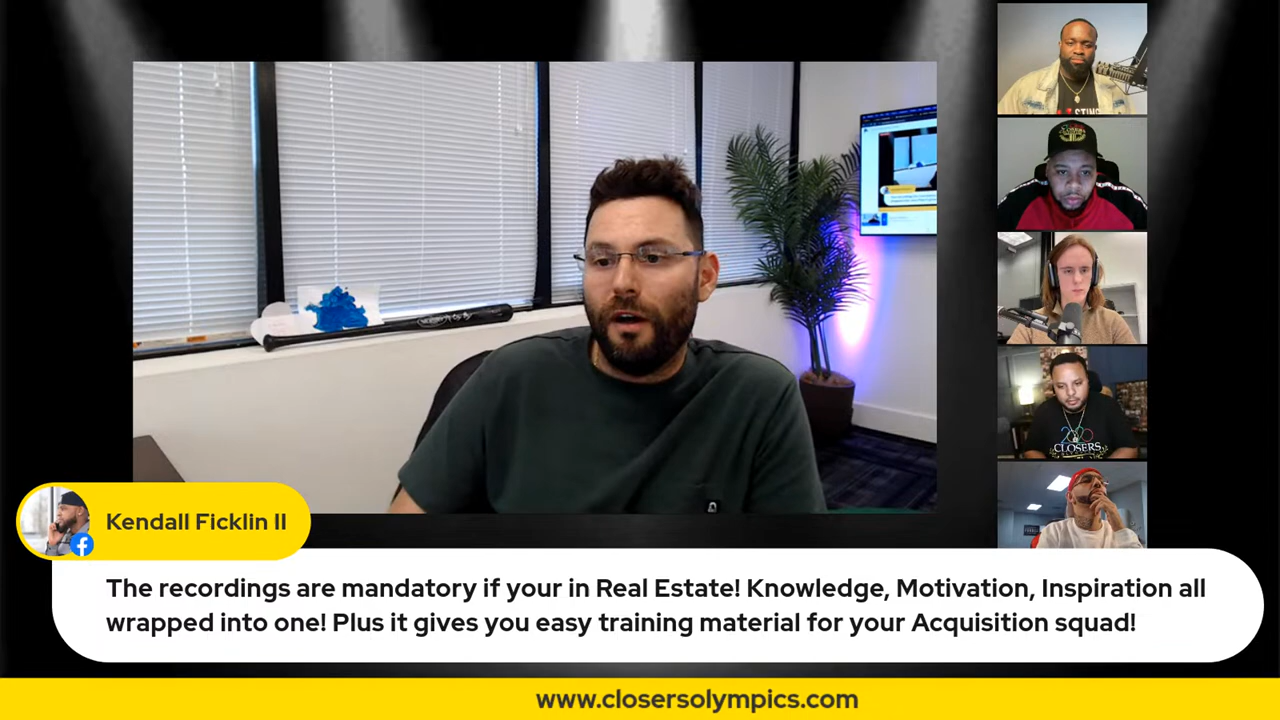 STING
CLOSERS
Kendall Ficklin II
The recordings are mandatory if your in Real Estate! Knowledge, Motivation, Inspiration all
wrapped into one! Plus it gives you easy training material for your Acquisition squad!
www.closersolympics.com